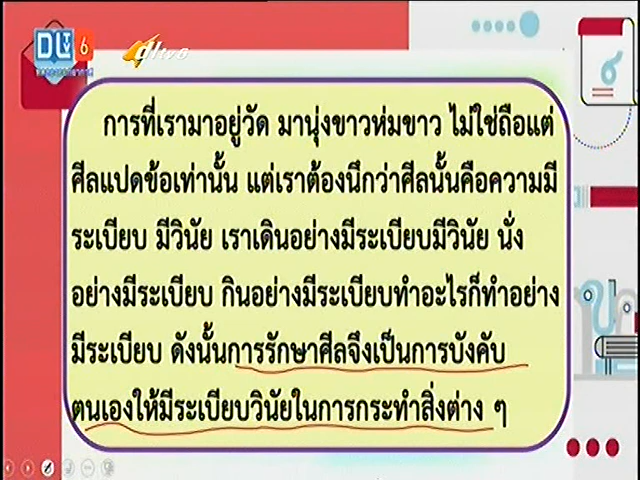 DLTV 6
dltv6
๘
การที่เรามาอยู่วัด มานุ่งขาวห่มขาว ไม่ใช่ถือแต่
ศีลแปดข้อเท่านั้น แต่เราต้องนึกว่าศีลนั้นคือความมี
ระเบียบ มีวินัย เราเดินอย่างมีระเบียบมีวินัย นั่ง
อย่างมีระเบียบ กินอย่างมีระเบียบทำอะไรก็ทำอย่าง
มีระเบียบ ดังนั้นการรักษาศีลจึงเป็นการบังคับ
ตนเองให้มีระเบียบวินัยในการกระทำสิ่งต่าง ๆ